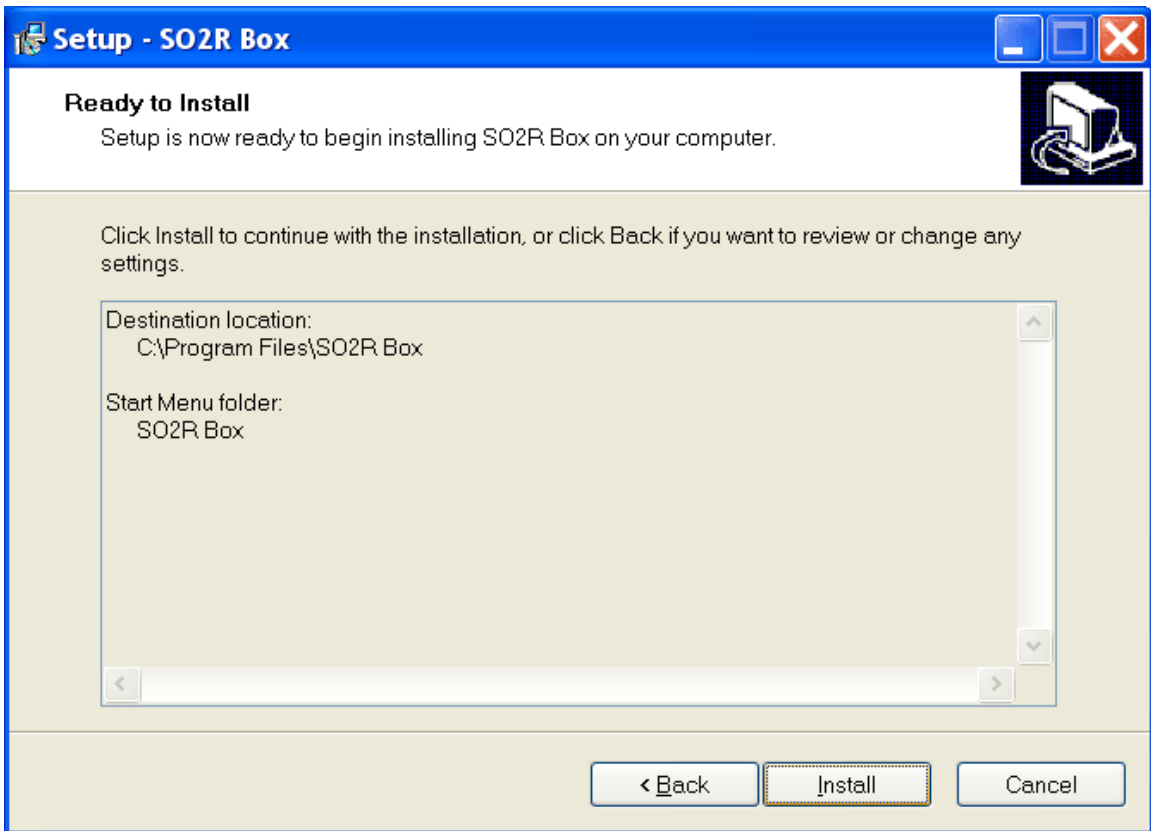 Setup - SO2R Box
Ready to Install
Setup is now ready to begin installing SO2R Box on your computer.
Click Install to continue with the installation, or click Back if you want to review or change any
settings.
Destination location:
C:\Program Files\SO2R Box
Start Menu folder:
SO2R Box
< Back
Install
Cancel